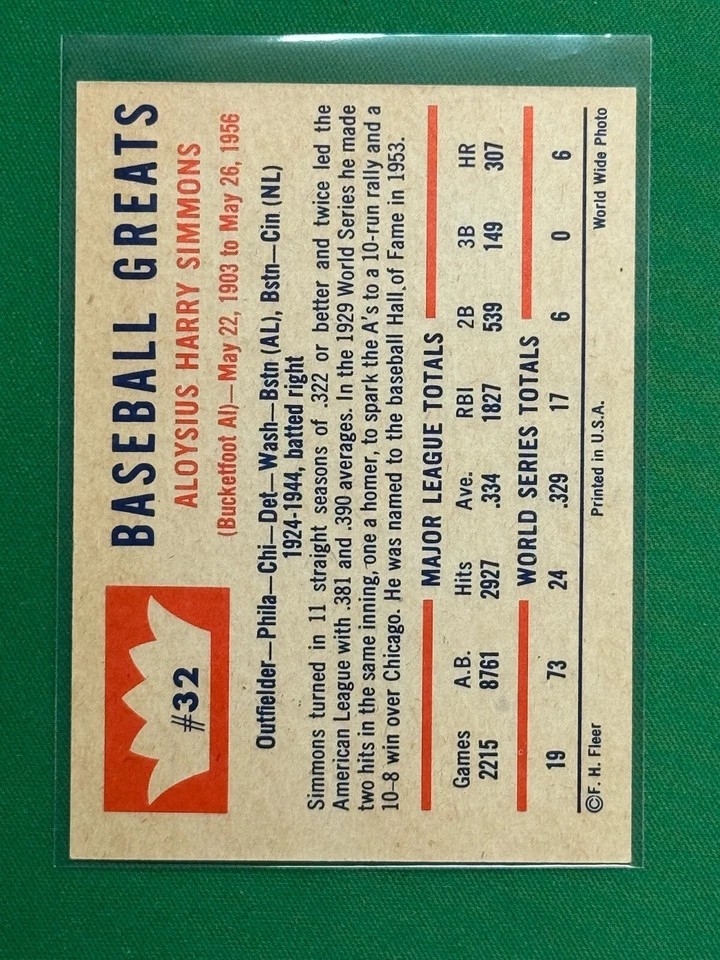 #32
BASEBALL GREATS
ALOYSIUS HARRY SIMMONS
(Bucketfoot Al)—May 22, 1903 to May 26, 1956
Outfielder—Phila—Chi—Det—Wash—Bstn (AL), Bstn—Cin (NL)
1924-1944, batted right
Simmons turned in 11 straight seasons of .322 or better and twice led the
American League with .381 and .390 averages. In the 1929 World Series he made
two hits in the same inning, one a homer, to spark the A's to a 10-run rally and a
10-8 win over Chicago. He was named to the baseball Hall of Fame in 1953.
MAJOR LEAGUE TOTALS
Games A.B. Hits Ave. RBI 2B 3B HR
2215 8761 2927 .334 1827 539 149 307
WORLD SERIES TOTALS
19 73 24 .329 17 6 0 6
©F. H. Fleer Printed in U.S.A. World Wide Photo